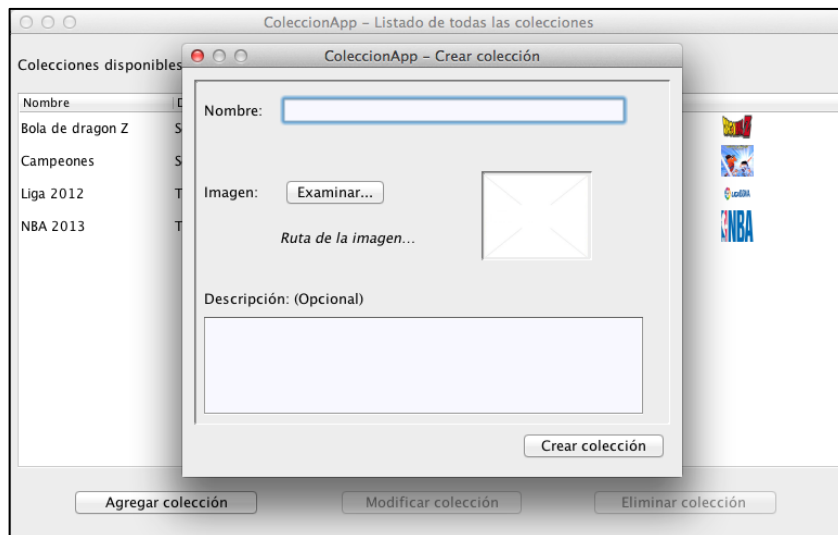 ColeccionApp – Listado de todas las colecciones
Colecciones disponibles
ColeccionApp – Crear colección
Nombre
Bola de dragon Z
S
Campeones
S
Liga 2012
T
NBA 2013
T
NBA
Nombre:
Imagen:
Examinar...
Ruta de la imagen...
Descripción: (Opcional)
Crear colección
Agregar colección
Modificar colección
Eliminar colección